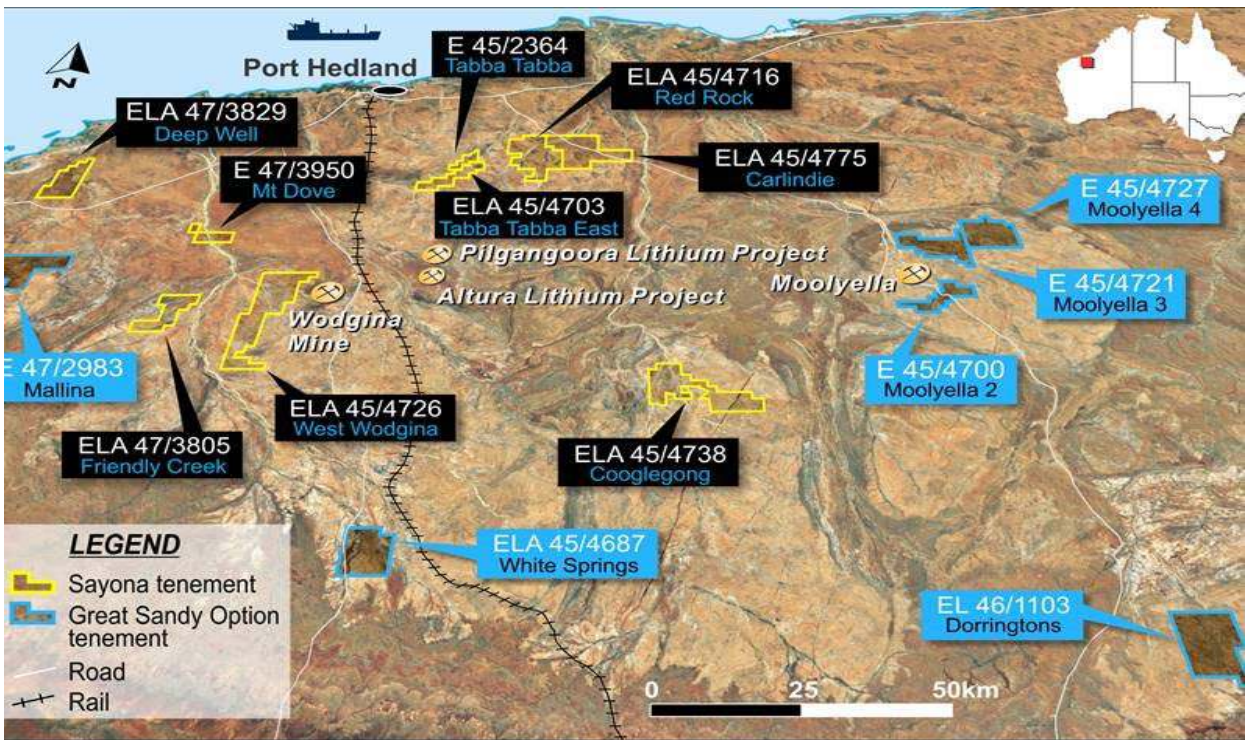 E 45/2364
Tabba Tabba
Port Hedland
ELA 45/4716
Red Rock
N
ELA 47/3829
Deep Well
E 47/3950
Mt Dove
ELA 45/4775
Carlindie
ELA 45/4703
Tabba Tabba East
E 45/4727
Moolyella 4
Pilgangoora Lithium Project
Moolyella
Altura Lithium Project
E 45/4721
Moolyella 3
Wodgina
Mine
E 47/2983
Mallina
E 45/4700
Moolyella 2
ELA 45/4726
West Wodgina
ELA 47/3805
Friendly Creek
ELA 45/4738
Cooglegong
LEGEND
Sayona tenement
Great Sandy Option
tenement
Road
Rail
ELA 45/4687
White Springs
EL 46/1103
Dorringtons
0 25 50km